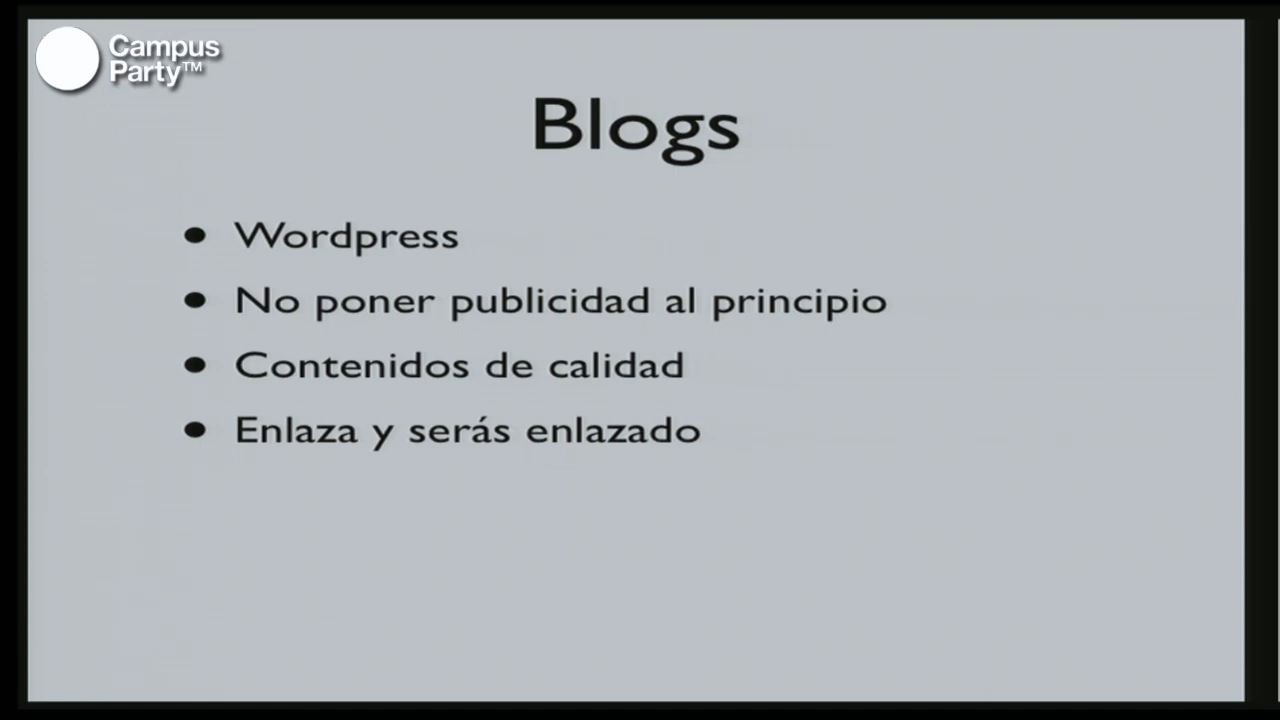 Campus
Party™
Blogs
• Wordpress
• No poner publicidad al principio
• Contenidos de calidad
• Enlaza y serás enlazado